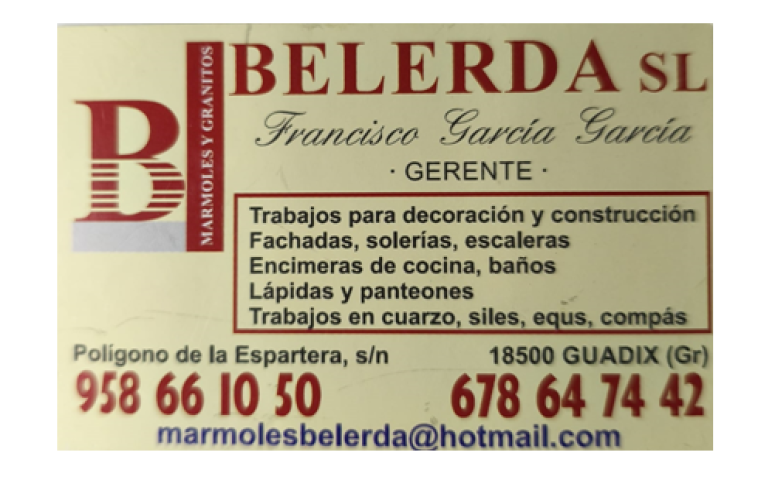 BELERDA SL
B
MARMOLES Y GRANITOS
Francisco García García
· GERENTE ·
Trabajos para decoración y construcción
Fachadas, solerías, escaleras
Encimeras de cocina, baños
Lápidas y panteones
Trabajos en cuarzo, siles, equs, compás
Polígono de la Espartera, s/n 18500 GUADIX (Gr)
958 66 10 50 678 64 74 42
marmolesbelerda@hotmail.com